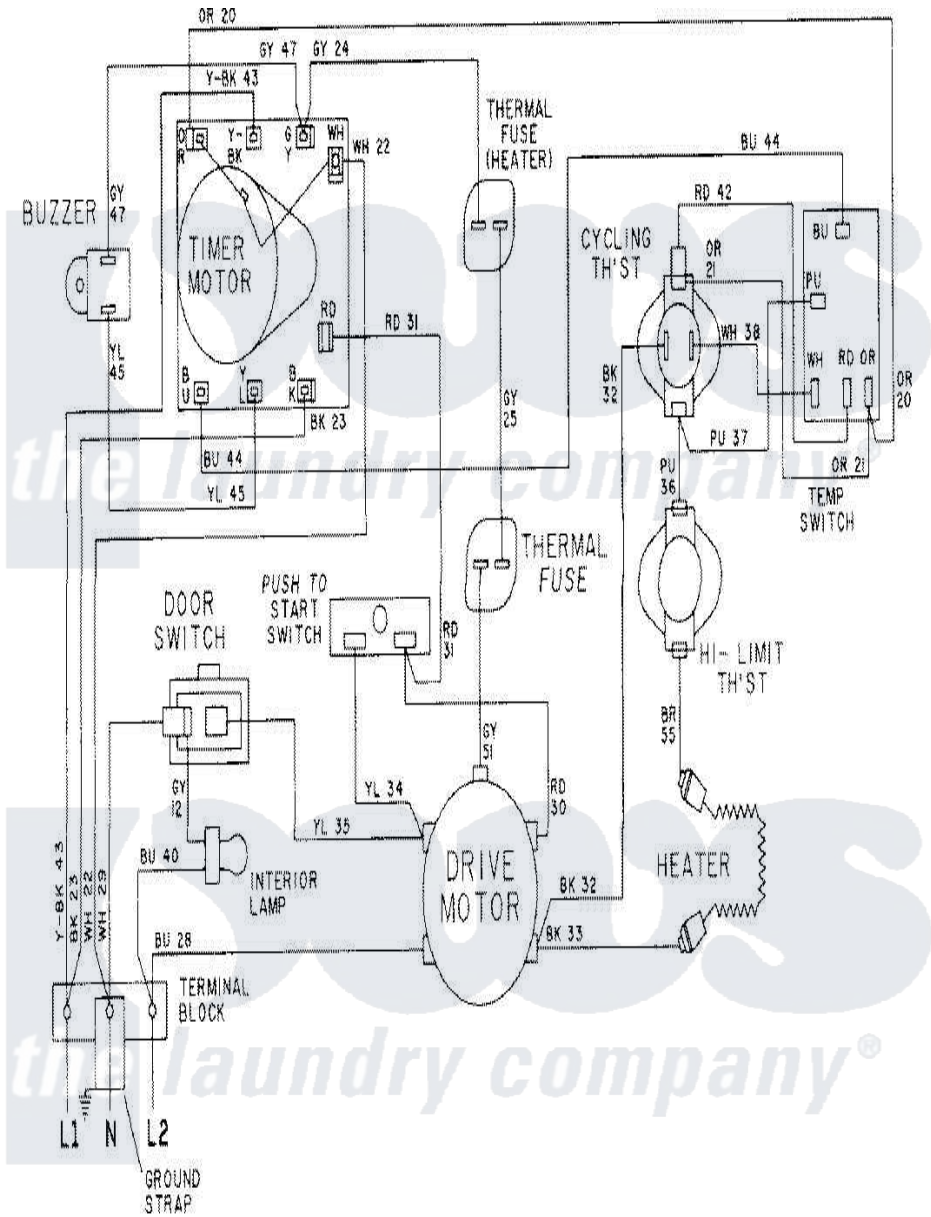 OR 20
GY 47
GY 24
Y-BK 43
THERMAL
FUSE
(HEATER)
BU 44
O
R
Y-
BK
G
Y
WH
WH 22
RD 42
GY
47
BUZZER
CYCLING
TH'ST
OR
21
BU
TIMER
MOTOR
PU
RD
RD 31
WH 38
WH
RD
OR
YL
45
BK
32
OR
20
B
U
Y
L
B
K
BK 23
GY
25
PU 37
BU 44
PU
36
OR 21
YL 45
TEMP
SWITCH
THERMAL
FUSE
PUSH TO
START
SWITCH
DOOR
SWITCH
RD
31
HI-LIMIT
TH'ST
GY
51
BR
55
GY
12
YL 34
RD
30
YL 35
BU 40
DRIVE
MOTOR
HEATER
INTERIOR
LAMP
BK 32
Y-BK 43
BK 23
WH 22
WH 29
BU 28
BK 33
TERMINAL
BLOCK
L1
N
L2
GROUND
STRAP
the laundry company®
the laundry company®